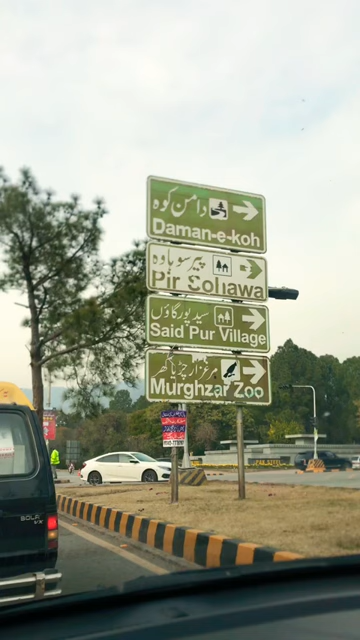 دامن کوہ
Daman-e-koh
پیر سوہاوہ
Pir Sohawa
سید پور گاؤں
Said Pur Village
مرغزار چڑیا گھر
Murghzar Zoo
BOLAN